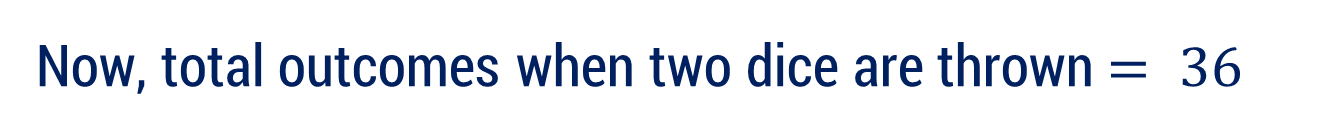 Now, total outcomes when two dice are thrown = 36